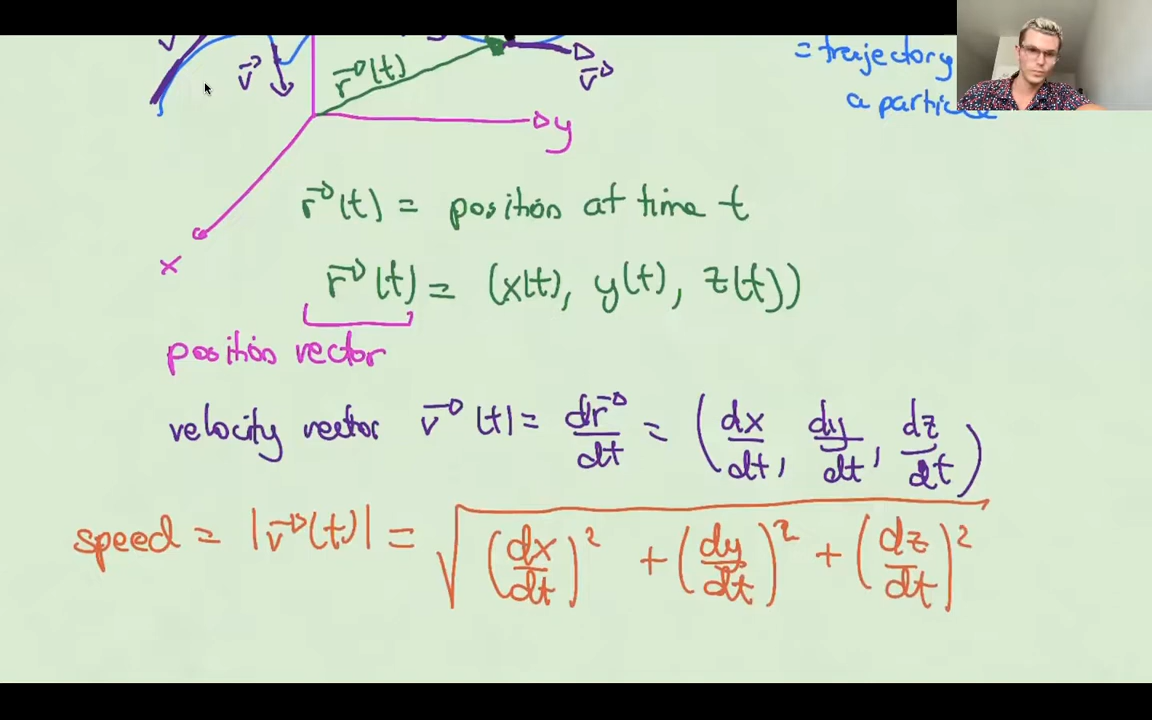 = trajectory
v⃗
r⃗(t)
v⃗
a particle
y
r⃗(t) = position at time t
x
r⃗(t) = (x(t), y(t), z(t))
position vector
velocity vector v⃗(t) = dr⃗/dt = (dx/dt, dy/dt, dz/dt)
speed = |v⃗(t)| = √((dx/dt)² + (dy/dt)² + (dz/dt)²)